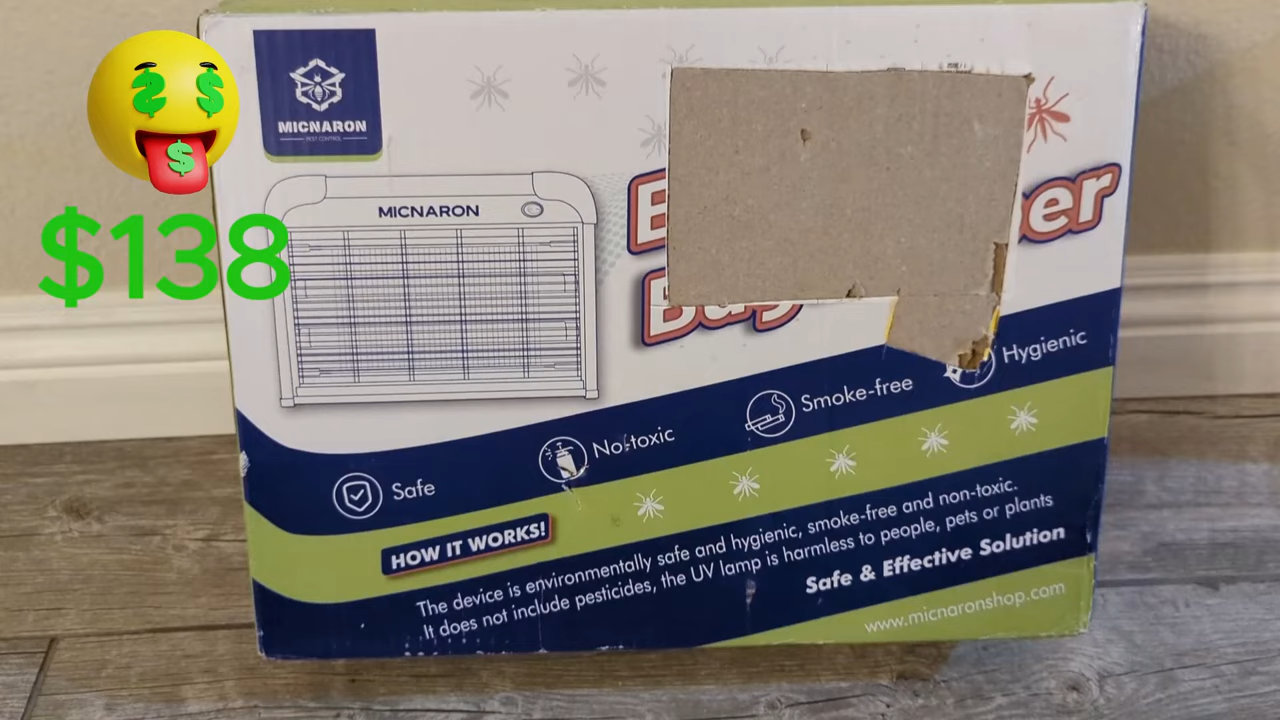 MICNARON
PEST CONTROL
MICNARON
$138
er
Bug
Safe
No-toxic
Smoke-free
Hygienic
HOW IT WORKS!
The device is environmentally safe and hygienic, smoke-free and non-toxic.
It does not include pesticides, the UV lamp is harmless to people, pets or plants
Safe & Effective Solution
www.micnaronshop.com